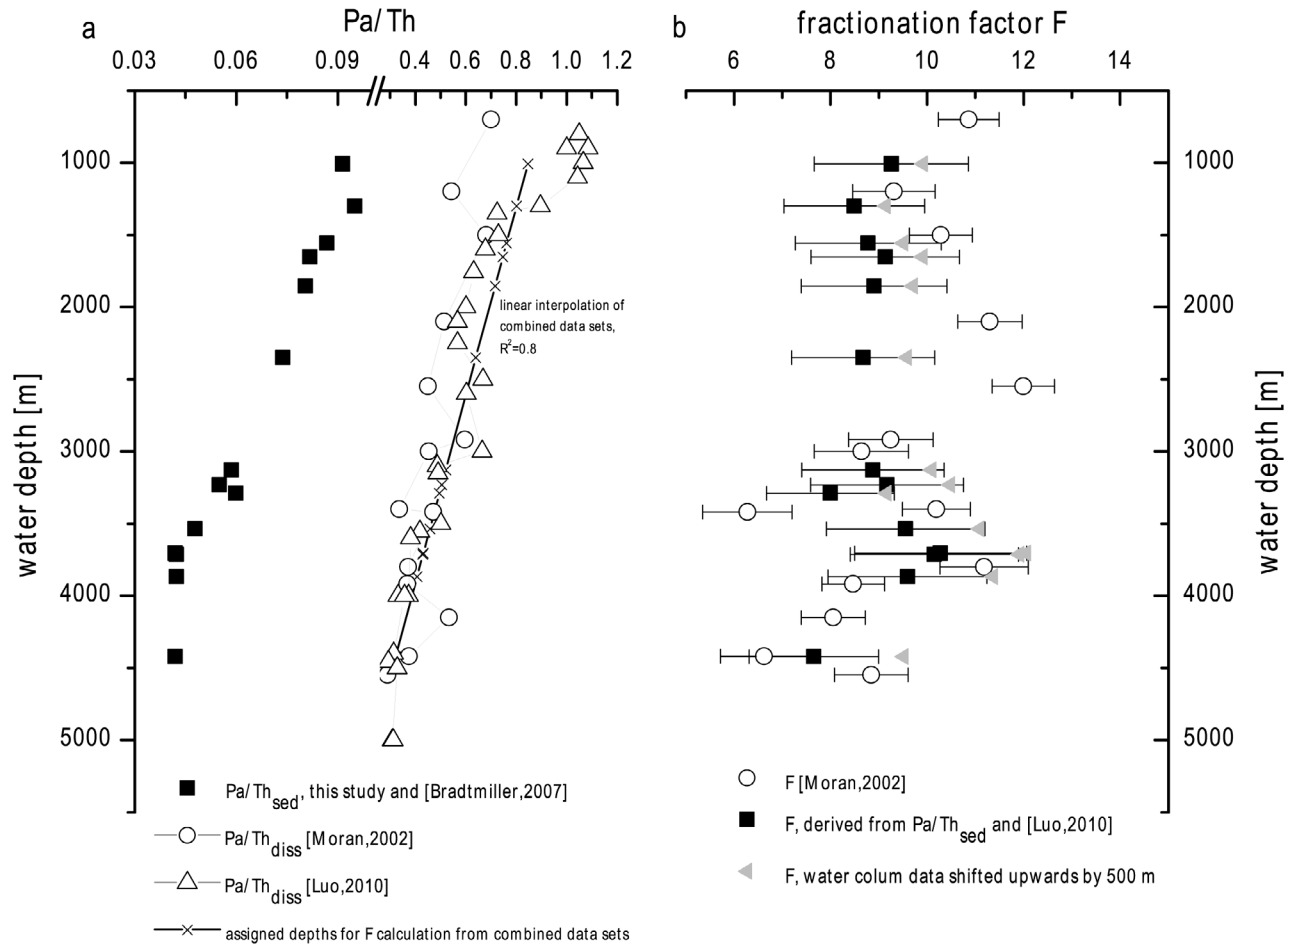 a
Pa/Th
0.03 0.06 0.09 0.4 0.6 0.8 1.0 1.2
water depth [m]
1000
2000
3000
4000
5000
linear interpolation of
combined data sets,
R²=0.8
Pa/Th_sed, this study and [Bradtmiller,2007]
Pa/Th_diss [Moran,2002]
Pa/Th_diss [Luo,2010]
assigned depths for F calculation from combined data sets
b
fractionation factor F
6 8 10 12 14
1000
2000
3000
4000
5000
water depth [m]
F [Moran,2002]
F, derived from Pa/Th_sed and [Luo,2010]
F, water colum data shifted upwards by 500 m